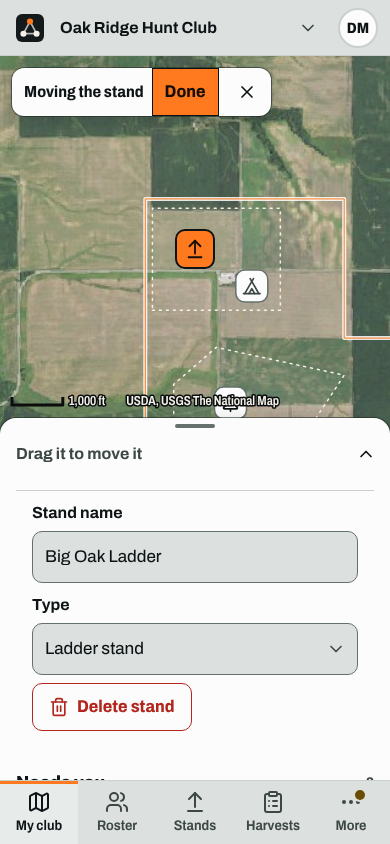 Oak Ridge Hunt Club
DM
Moving the stand
Done
1,000 ft
USDA, USGS The National Map
Drag it to move it
Stand name
Big Oak Ladder
Type
Ladder stand
Delete stand
My club
Roster
Stands
Harvests
More